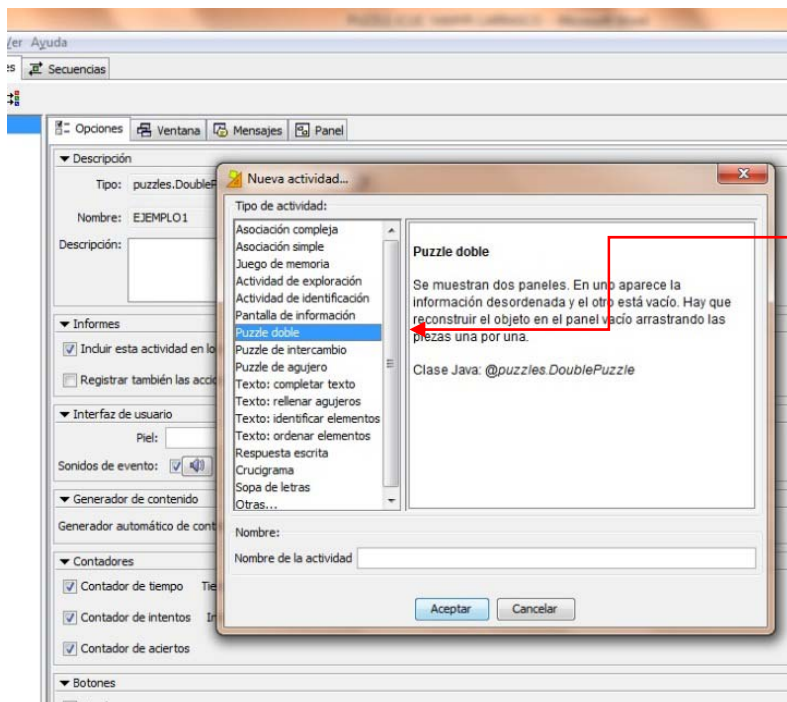 Ayuda
Secuencias
Opciones Ventana Mensajes Panel
Descripción
Tipo: puzzles.DoubleP
Nombre: EJEMPLO1
Descripción:
Informes
Incluir esta actividad en lo
Registrar también las acci
Interfaz de usuario
Piel:
Sonidos de evento:
Generador de contenido
Generador automático de cont
Contadores
Contador de tiempo Tie
Contador de intentos
Contador de aciertos
Botones
Nueva actividad...
Tipo de actividad:
Asociación compleja
Asociación simple
Juego de memoria
Actividad de exploración
Actividad de identificación
Pantalla de información
Puzzle doble
Puzzle de intercambio
Puzzle de agujero
Texto: completar texto
Texto: rellenar agujeros
Texto: identificar elementos
Texto: ordenar elementos
Respuesta escrita
Crucigrama
Sopa de letras
Otras...
Puzzle doble
Se muestran dos paneles. En uno aparece la
información desordenada y el otro está vacío. Hay que
reconstruir el objeto en el panel vacío arrastrando las
piezas una por una.
Clase Java: @puzzles.DoublePuzzle
Nombre:
Nombre de la actividad
Aceptar Cancelar